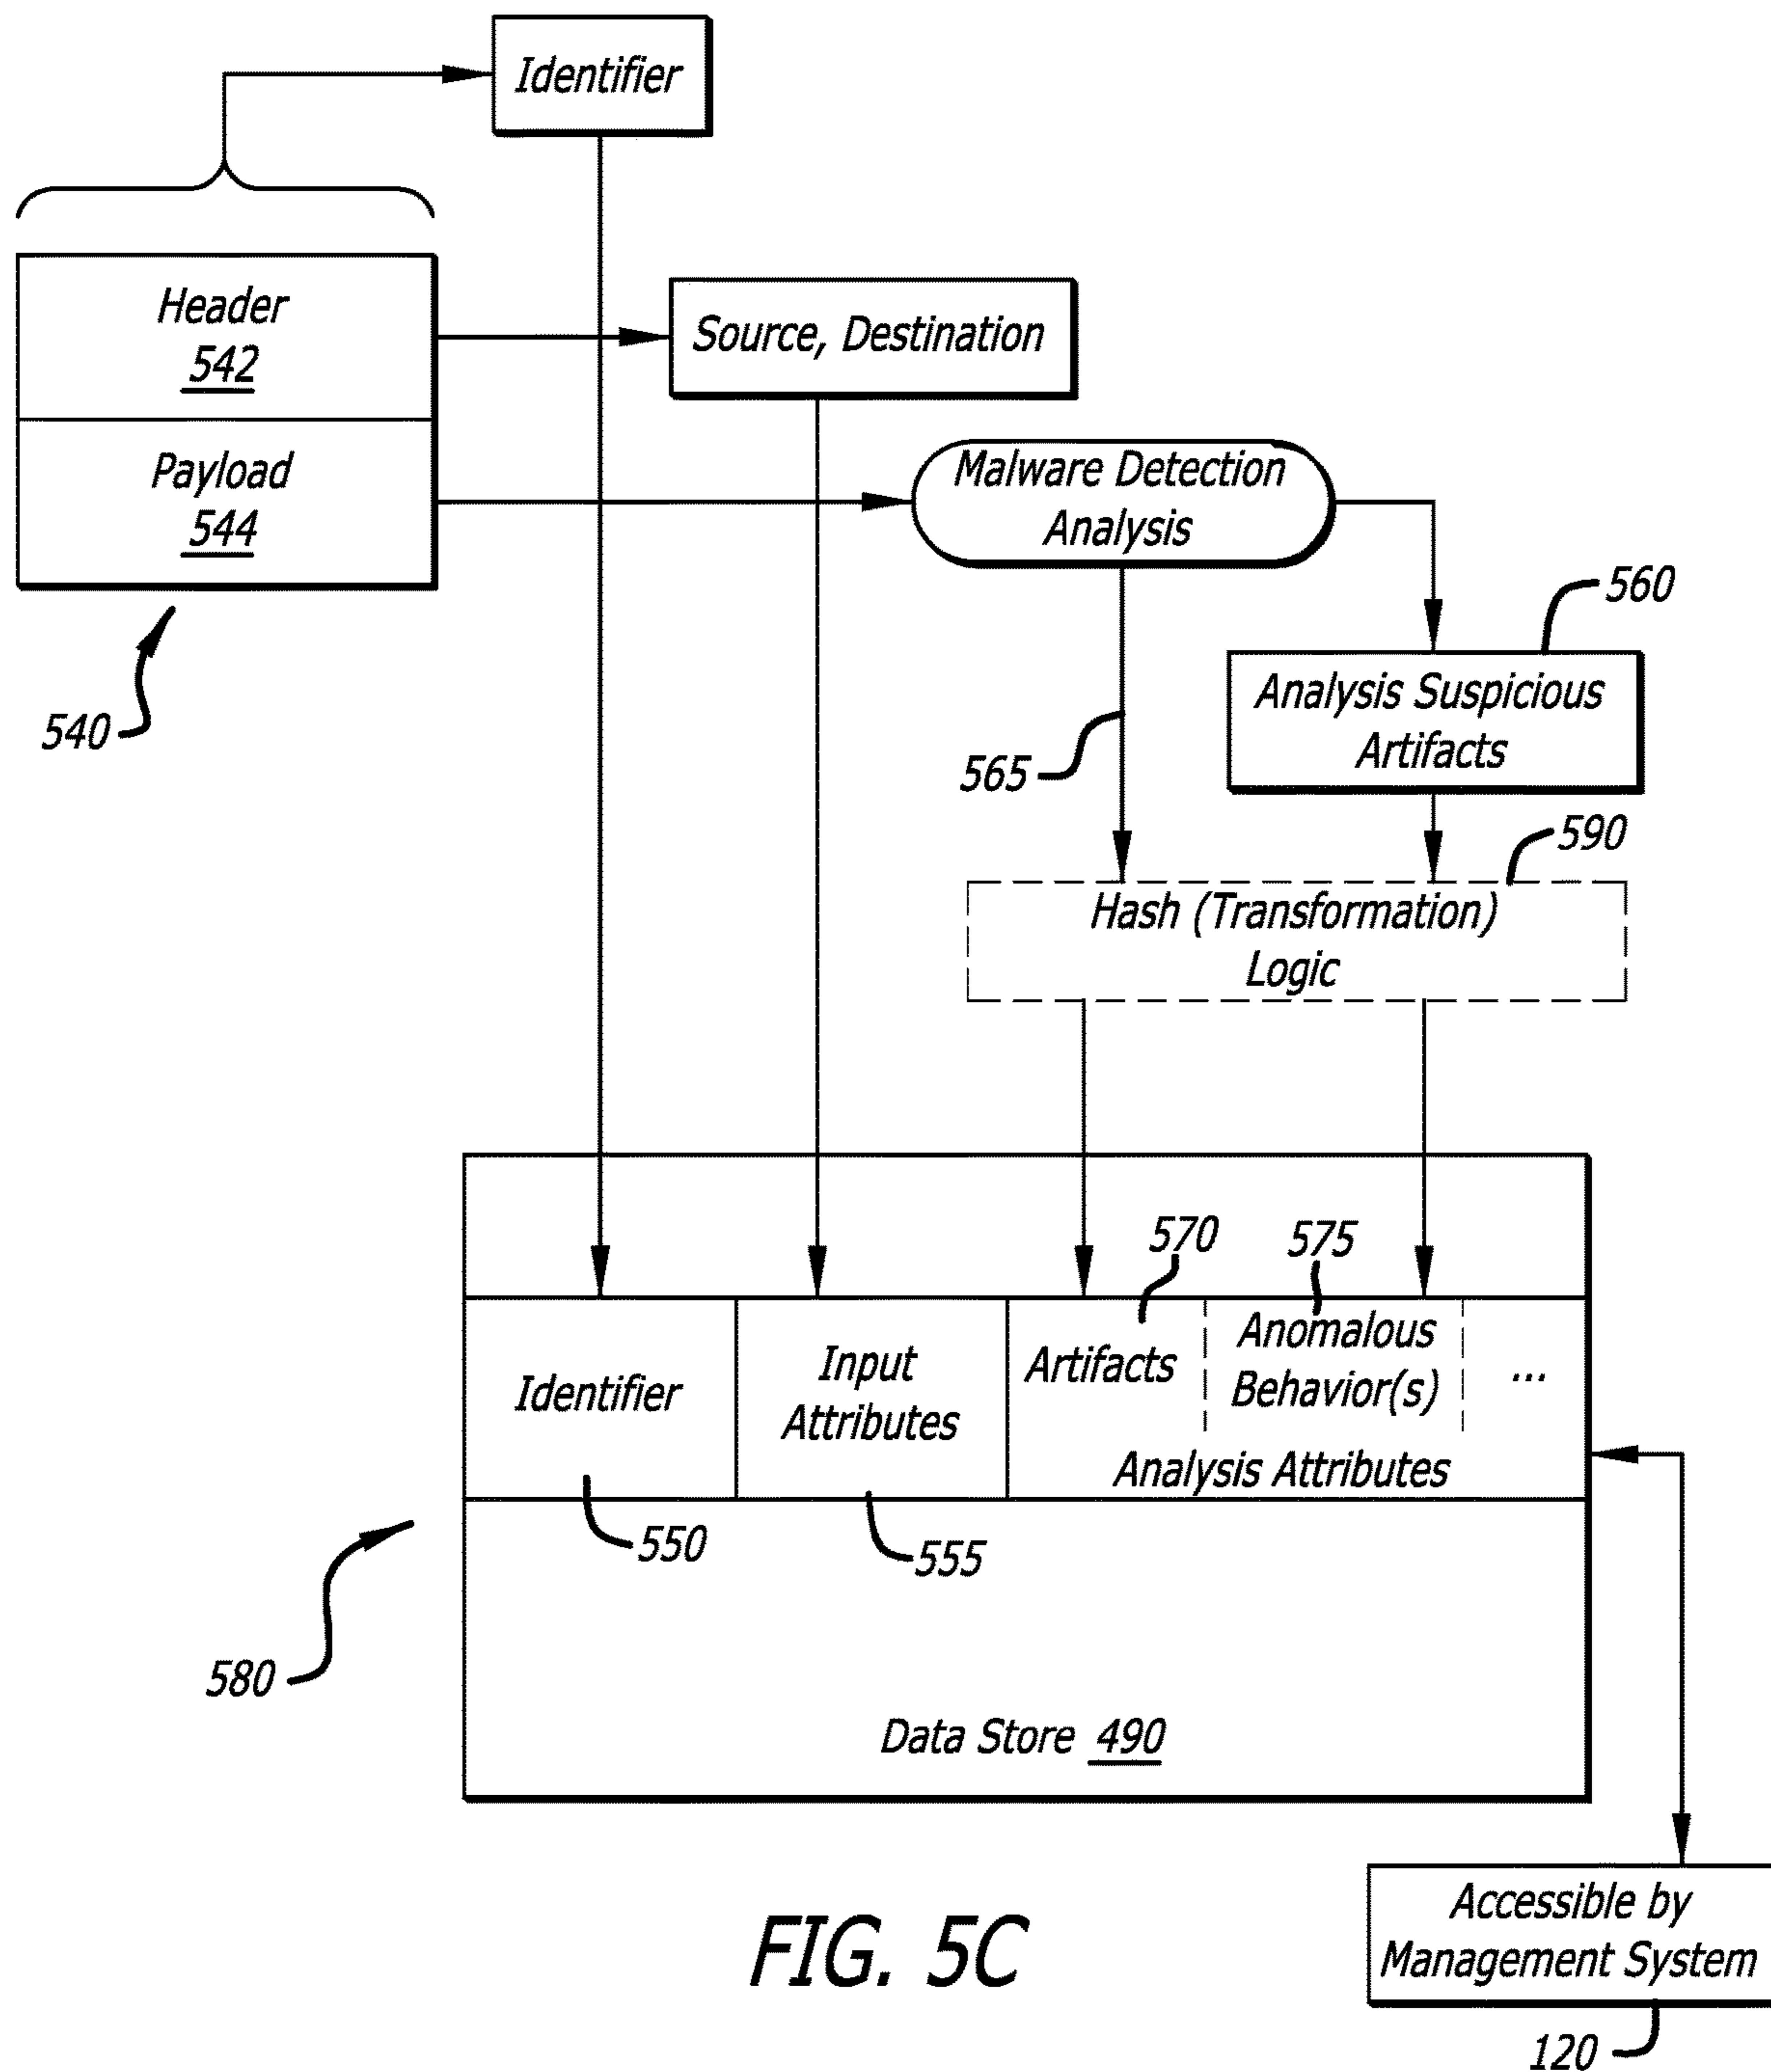 Identifier
Header
542
Source, Destination
Payload
544
Malware Detection
Analysis
560
540
Analysis Suspicious
Artifacts
565
590
Hash (Transformation)
Logic
570
575
Identifier
Input
Attributes
Artifacts
Anomalous
Behavior(s)
...
Analysis Attributes
550
555
580
Data Store 490
Accessible by
Management System
120
FIG. 5C